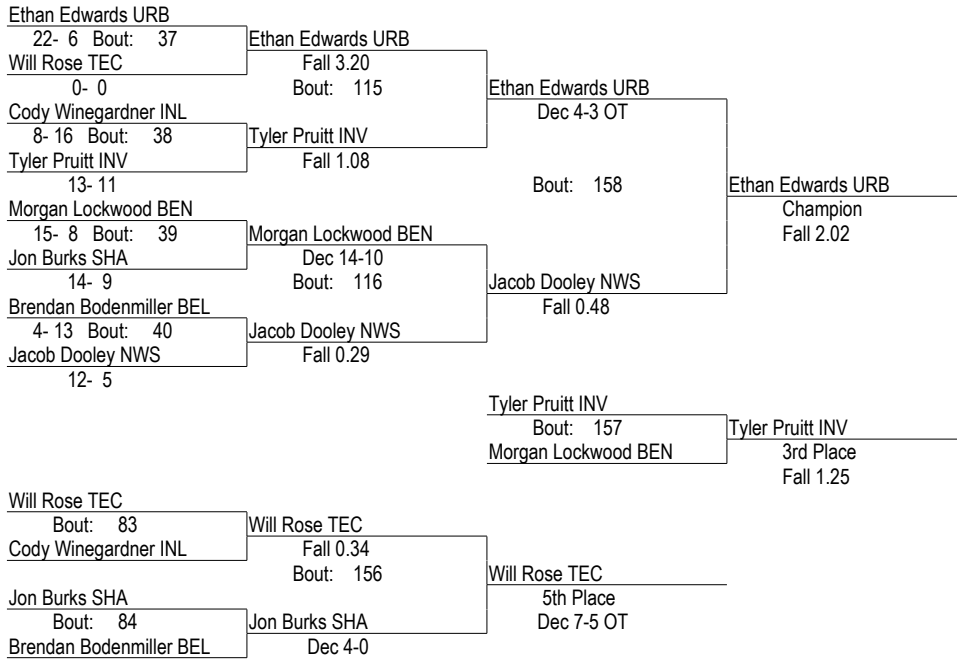 Ethan Edwards URB
22- 6 Bout: 37
Ethan Edwards URB
Will Rose TEC
Fall 3.20
0- 0
Bout: 115
Ethan Edwards URB
Cody Winegardner INL
Dec 4-3 OT
8- 16 Bout: 38
Tyler Pruitt INV
Tyler Pruitt INV
Fall 1.08
13- 11
Bout: 158
Ethan Edwards URB
Morgan Lockwood BEN
Champion
15- 8 Bout: 39
Morgan Lockwood BEN
Fall 2.02
Jon Burks SHA
Dec 14-10
14- 9
Bout: 116
Jacob Dooley NWS
Brendan Bodenmiller BEL
Fall 0.48
4- 13 Bout: 40
Jacob Dooley NWS
Jacob Dooley NWS
Fall 0.29
12- 5
Tyler Pruitt INV
Bout: 157
Tyler Pruitt INV
Morgan Lockwood BEN
3rd Place
Fall 1.25
Will Rose TEC
Bout: 83
Will Rose TEC
Cody Winegardner INL
Fall 0.34
Bout: 156
Will Rose TEC
Jon Burks SHA
5th Place
Bout: 84
Jon Burks SHA
Dec 7-5 OT
Brendan Bodenmiller BEL
Dec 4-0